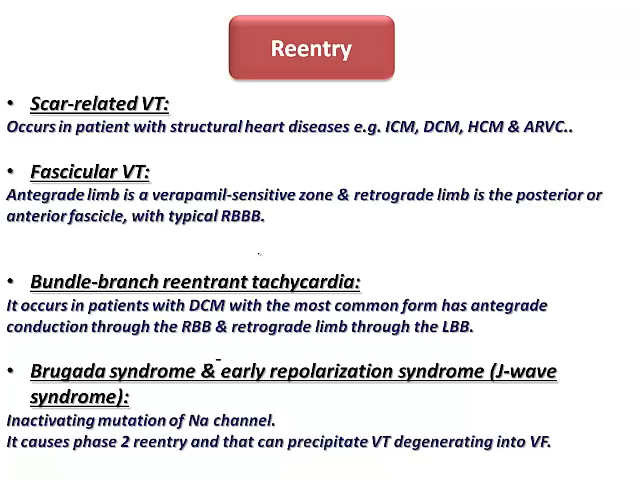 Reentry
• Scar-related VT:
Occurs in patient with structural heart diseases e.g. ICM, DCM, HCM & ARVC..
• Fascicular VT:
Antegrade limb is a verapamil-sensitive zone & retrograde limb is the posterior or
anterior fascicle, with typical RBBB.
• Bundle-branch reentrant tachycardia:
It occurs in patients with DCM with the most common form has antegrade
conduction through the RBB & retrograde limb through the LBB.
• Brugada syndrome & early repolarization syndrome (J-wave
syndrome):
Inactivating mutation of Na channel.
It causes phase 2 reentry and that can precipitate VT degenerating into VF.